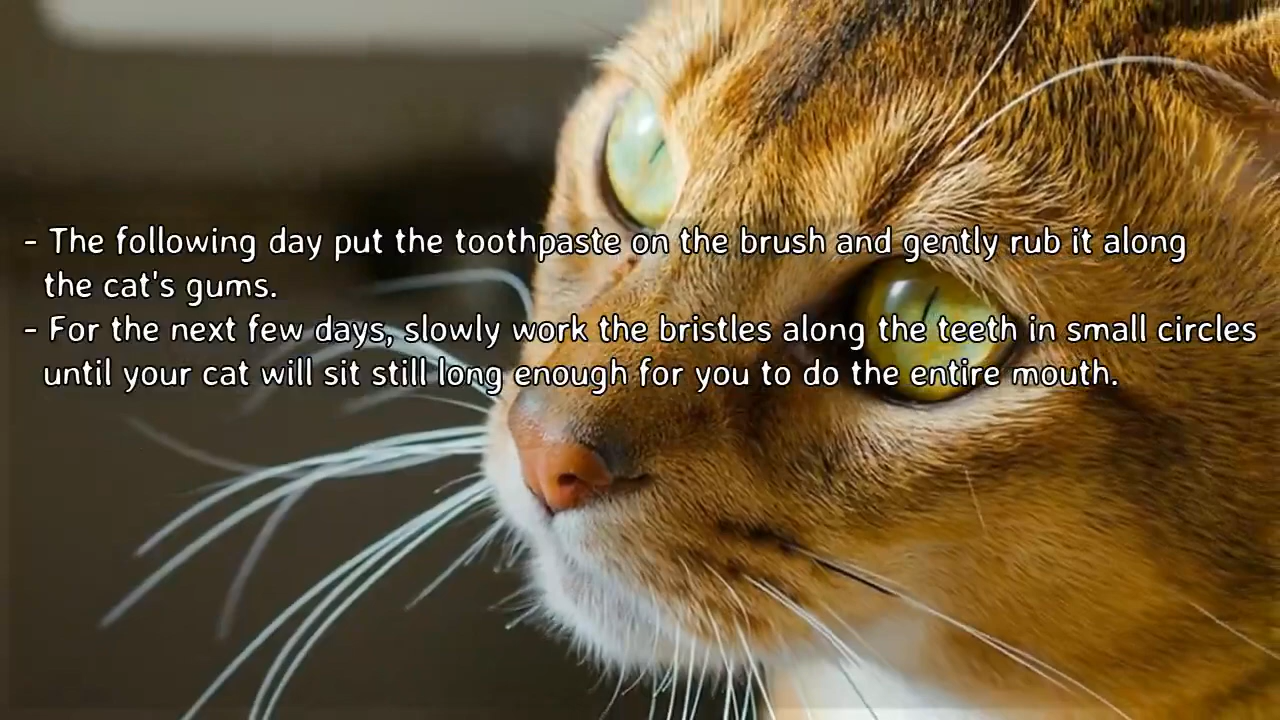 - The following day put the toothpaste on the brush and gently rub it along
the cat's gums.
- For the next few days, slowly work the bristles along the teeth in small circles
until your cat will sit still long enough for you to do the entire mouth.